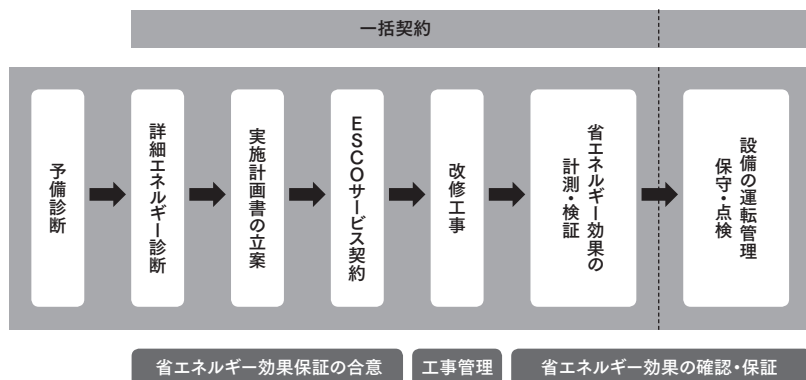 一括契約
予備診断
詳細エネルギー診断
実施計画書の立案
ESCOサービス契約
改修工事
省エネルギー効果の
計測・検証
設備の運転管理
保守・点検
省エネルギー効果保証の合意
工事管理
省エネルギー効果の確認・保証